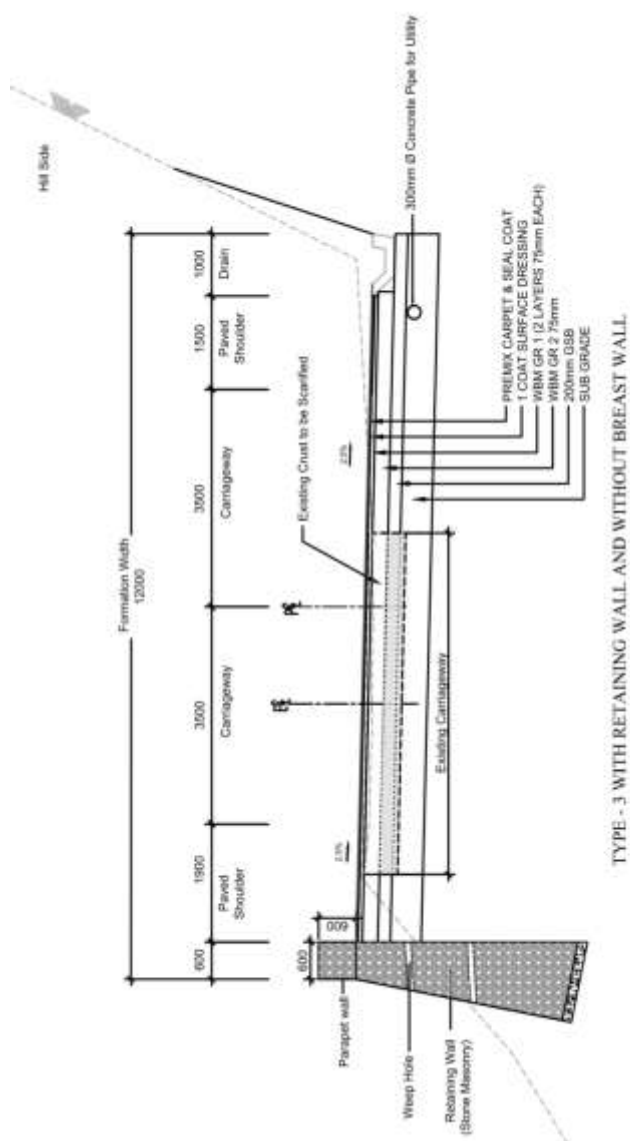 Hill Side
Formation Width
12000
600
1900
3500
3500
1500
1000
Paved
Shoulder
Carriageway
Carriageway
Paved
Shoulder
Drain
600
600
Parapet wall
Weep Hole
Retaining Wall
(Stone Masonry)
2.5%
2.5%
Existing Crust to be Scarified
Existing Carriageway
300mm Ø Concrete Pipe for Utility
PREMIX CARPET & SEAL COAT
1 COAT SURFACE DRESSING
WBM GR 1 (2 LAYERS 75mm EACH)
WBM GR 2 75mm
200mm GSB
SUB GRADE
TYPE - 3 WITH RETAINING WALL AND WITHOUT BREAST WALL